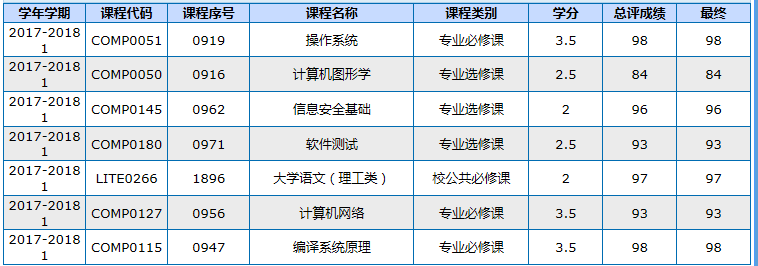 学年学期 课程代码 课程序号 课程名称 课程类别 学分 总评成绩 最终
2017-2018 1 COMP0051 0919 操作系统 专业必修课 3.5 98 98
2017-2018 1 COMP0050 0916 计算机图形学 专业选修课 2.5 84 84
2017-2018 1 COMP0145 0962 信息安全基础 专业选修课 2 96 96
2017-2018 1 COMP0180 0971 软件测试 专业选修课 2.5 93 93
2017-2018 1 LITE0266 1896 大学语文（理工类） 校公共必修课 2 97 97
2017-2018 1 COMP0127 0956 计算机网络 专业必修课 3.5 93 93
2017-2018 1 COMP0115 0947 编译系统原理 专业必修课 3.5 98 98